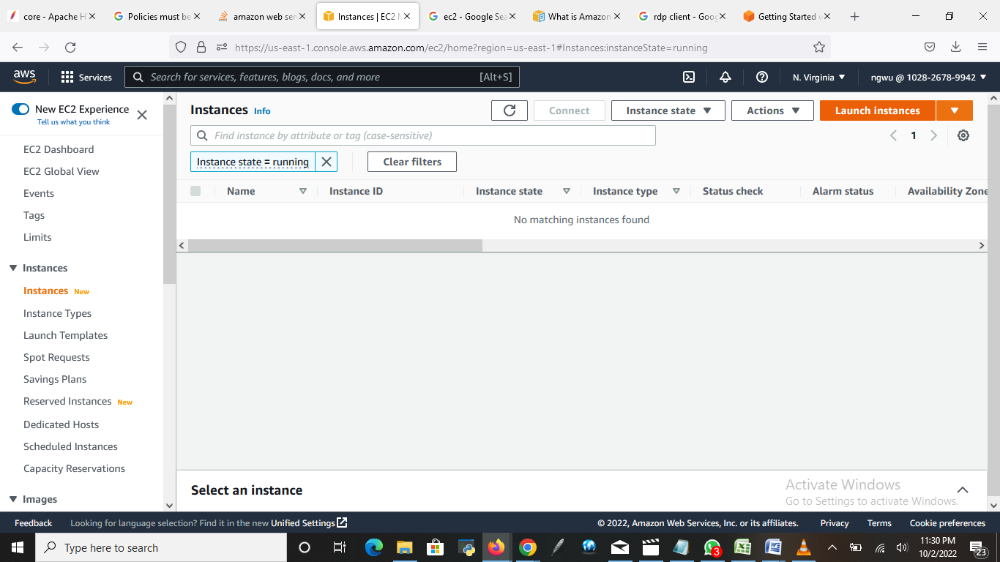 core - Apache H
Policies must be
amazon web ser
Instances | EC2 M
ec2 - Google Sea
What is Amazon
rdp client - Goog
Getting Started v
https://us-east-1.console.aws.amazon.com/ec2/home?region=us-east-1#Instances:instanceState=running
aws
Services
Search for services, features, blogs, docs, and more
[Alt+S]
N. Virginia
ngwu @ 1028-2678-9942
New EC2 Experience
Tell us what you think
EC2 Dashboard
EC2 Global View
Events
Tags
Limits
Instances
Instances New
Instance Types
Launch Templates
Spot Requests
Savings Plans
Reserved Instances New
Dedicated Hosts
Scheduled Instances
Capacity Reservations
Images
Instances Info
Connect
Instance state
Actions
Launch instances
Find instance by attribute or tag (case-sensitive)
1
Instance state = running
Clear filters
Name
Instance ID
Instance state
Instance type
Status check
Alarm status
Availability Zone
No matching instances found
Select an instance
Activate Windows
Go to Settings to activate Windows.
Feedback
Looking for language selection? Find it in the new Unified Settings
© 2022, Amazon Web Services, Inc. or its affiliates.
Privacy
Terms
Cookie preferences
Type here to search
3
11:30 PM
10/2/2022
23